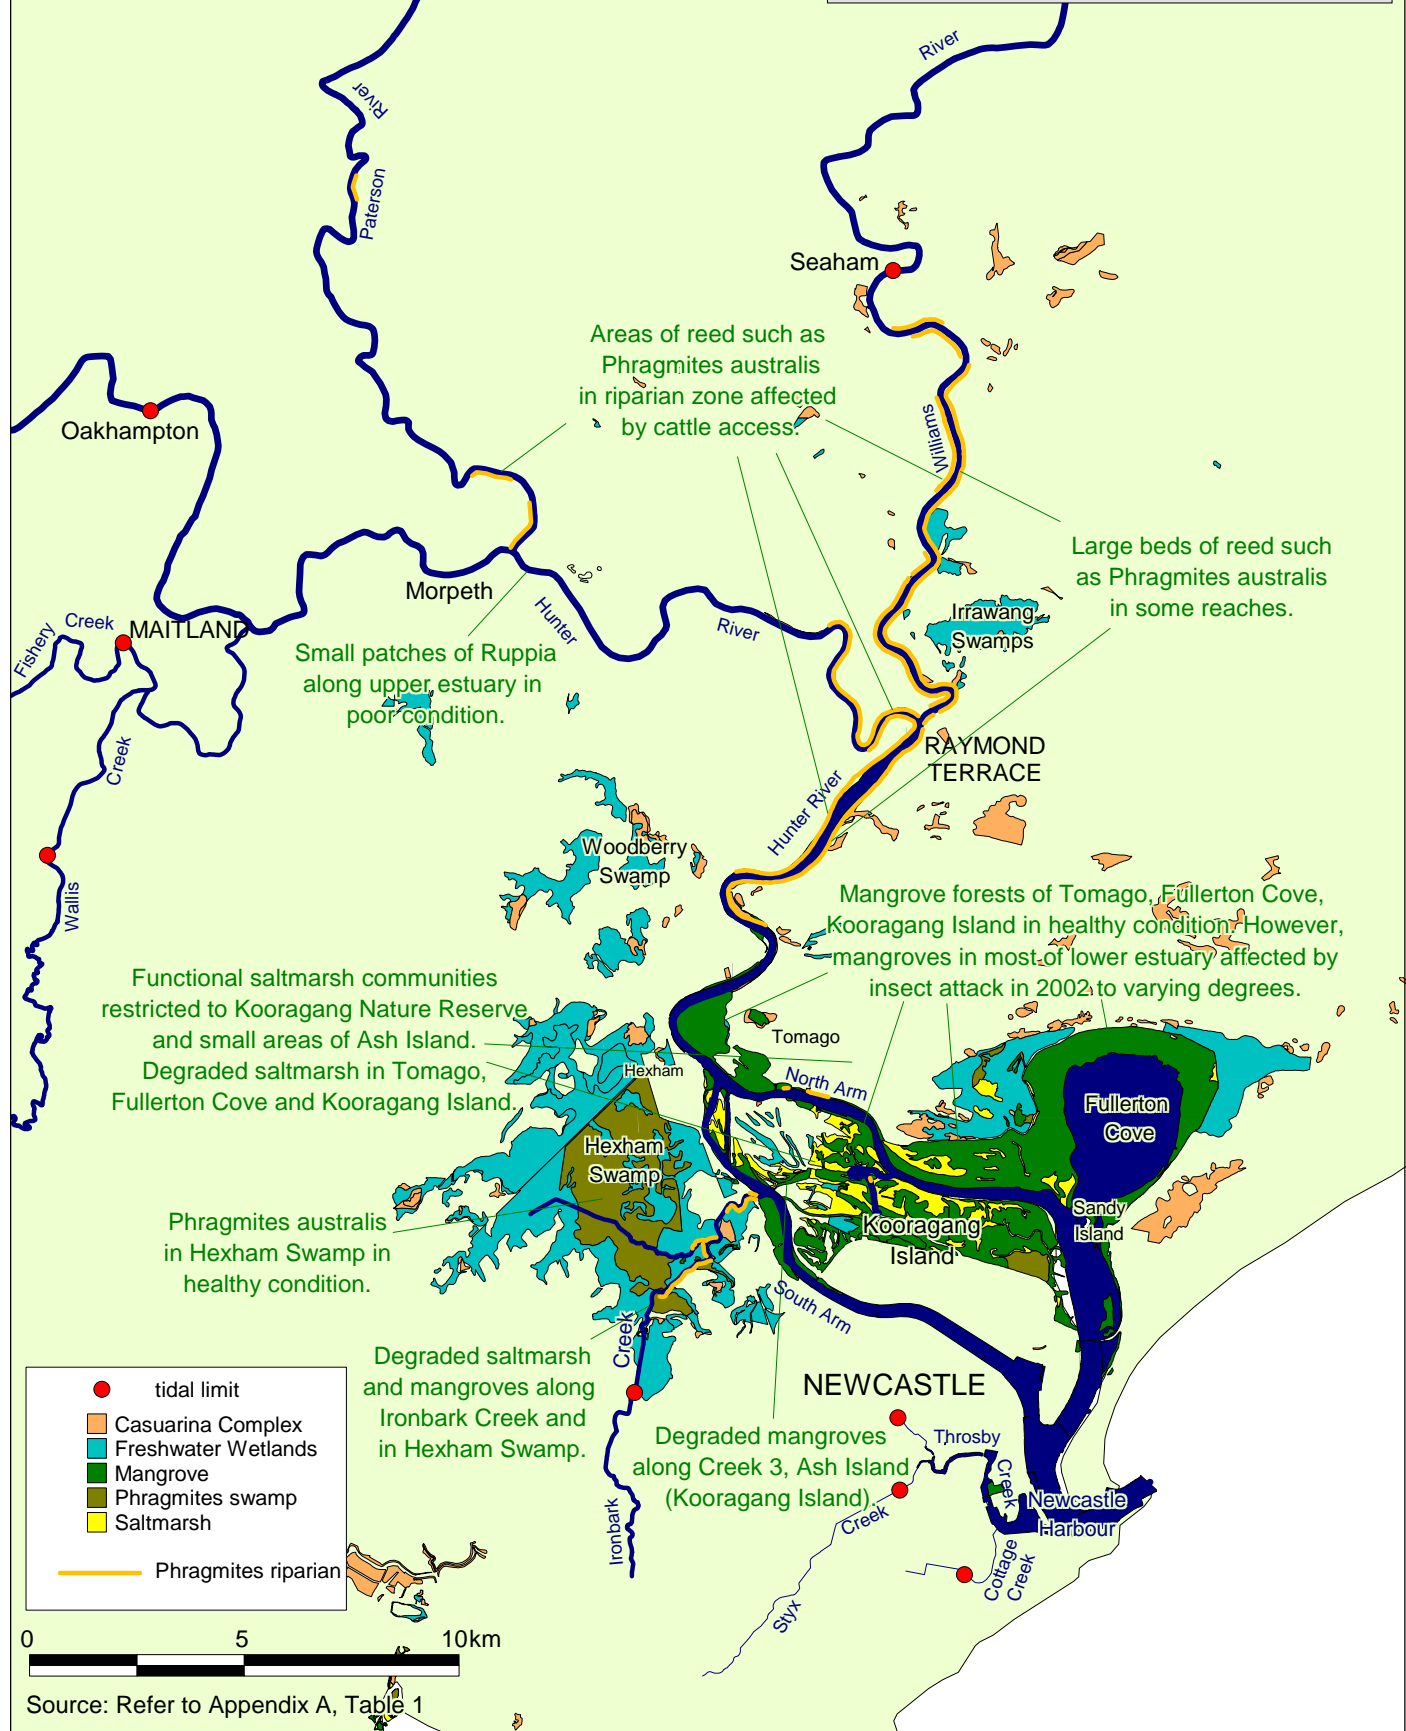 River
River
Paterson
Seaham
Areas of reed such as
Phragmites australis
in riparian zone affected
by cattle access.
Oakhampton
Williams
Large beds of reed such
as Phragmites australis
in some reaches.
Morpeth
Hunter
River
Irrawang
Swamps
Fishery
Creek
MAITLAND
Small patches of Ruppia
along upper estuary in
poor condition.
Creek
RAYMOND
TERRACE
Hunter River
Woodberry
Swamp
Wallis
Mangrove forests of Tomago, Fullerton Cove,
Kooragang Island in healthy condition. However,
mangroves in most of lower estuary affected by
insect attack in 2002 to varying degrees.
Functional saltmarsh communities
restricted to Kooragang Nature Reserve
and small areas of Ash Island.
Degraded saltmarsh in Tomago,
Fullerton Cove and Kooragang Island.
Tomago
Hexham
North Arm
Fullerton
Cove
Hexham
Swamp
Phragmites australis
in Hexham Swamp in
healthy condition.
Kooragang
Island
Sandy
Island
South Arm
Creek
Degraded saltmarsh
and mangroves along
Ironbark Creek and
in Hexham Swamp.
NEWCASTLE
Degraded mangroves
along Creek 3, Ash Island
(Kooragang Island).
Throsby
Creek
Creek
Newcastle
Harbour
Ironbark
Cottage
Creek
Styx
tidal limit
Casuarina Complex
Freshwater Wetlands
Mangrove
Phragmites swamp
Saltmarsh
Phragmites riparian
0 5 10km
Source: Refer to Appendix A, Table 1